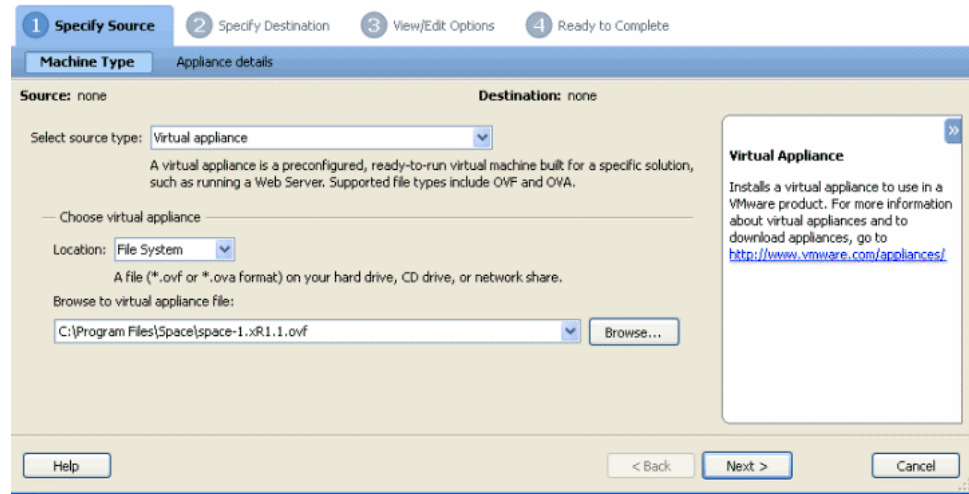 1 Specify Source 2 Specify Destination 3 View/Edit Options 4 Ready to Complete
Machine Type Appliance details
Source: none Destination: none
Select source type: Virtual appliance
A virtual appliance is a preconfigured, ready-to-run virtual machine built for a specific solution,
such as running a Web Server. Supported file types include OVF and OVA.
Choose virtual appliance
Location: File System
A file (*.ovf or *.ova format) on your hard drive, CD drive, or network share.
Browse to virtual appliance file:
C:\Program Files\Space\space-1.xR1.1.ovf Browse...
»
Virtual Appliance
Installs a virtual appliance to use in a
VMware product. For more information
about virtual appliances and to
download appliances, go to
http://www.vmware.com/appliances/
Help < Back Next > Cancel